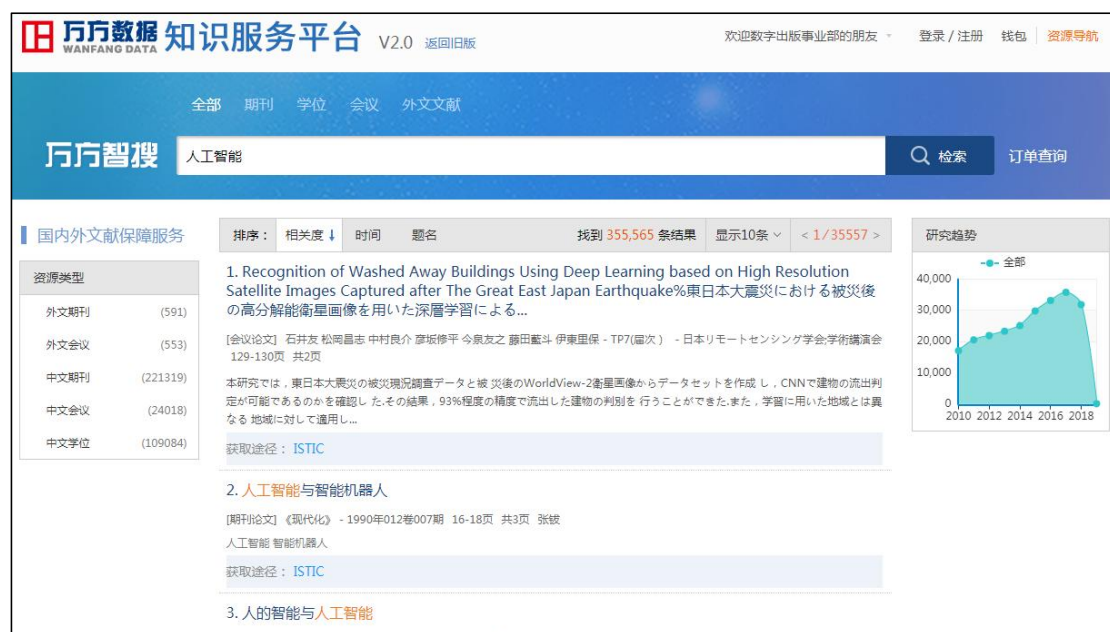 万方数据 知识服务平台 V2.0 返回旧版
WANFANG DATA
欢迎数字出版事业部的朋友 登录 / 注册 钱包 资源导航
全部 期刊 学位 会议 外文文献
万方智搜 人工智能 检索 订单查询
国内外文献保障服务
资源类型
外文期刊 (591)
外文会议 (553)
中文期刊 (221319)
中文会议 (24018)
中文学位 (109084)
排序： 相关度↓ 时间 题名 找到 355,565 条结果 显示10条 < 1/35557 >
1. Recognition of Washed Away Buildings Using Deep Learning based on High Resolution
Satellite Images Captured after The Great East Japan Earthquake%東日本大震災における被災後
の高分解能衛星画像を用いた深層学習による...
[会议论文] 石井友 松岡昌志 中村良介 彦坂修平 今泉友之 藤田藍斗 伊東里保 - TP7(届次 ） - 日本リモートセンシング学会;学術講演会
129-130页 共2页
本研究では，東日本大震災の被災現況調査データと被 災後のWorldView-2衛星画像からデータセットを作成 し，CNNで建物の流出判
定が可能であるのかを確認し た.その結果，93%程度の精度で流出した建物の判別を 行うことができた.また，学習に用いた地域とは異
なる 地域に対して適用し...
获取途径： ISTIC
2. 人工智能与智能机器人
[期刊论文] 《现代化》 - 1990年012卷007期 16-18页 共3页 张钹
人工智能 智能机器人
获取途径： ISTIC
3. 人的智能与人工智能
研究趋势
全部
40,000
30,000
20,000
10,000
0
2010 2012 2014 2016 2018